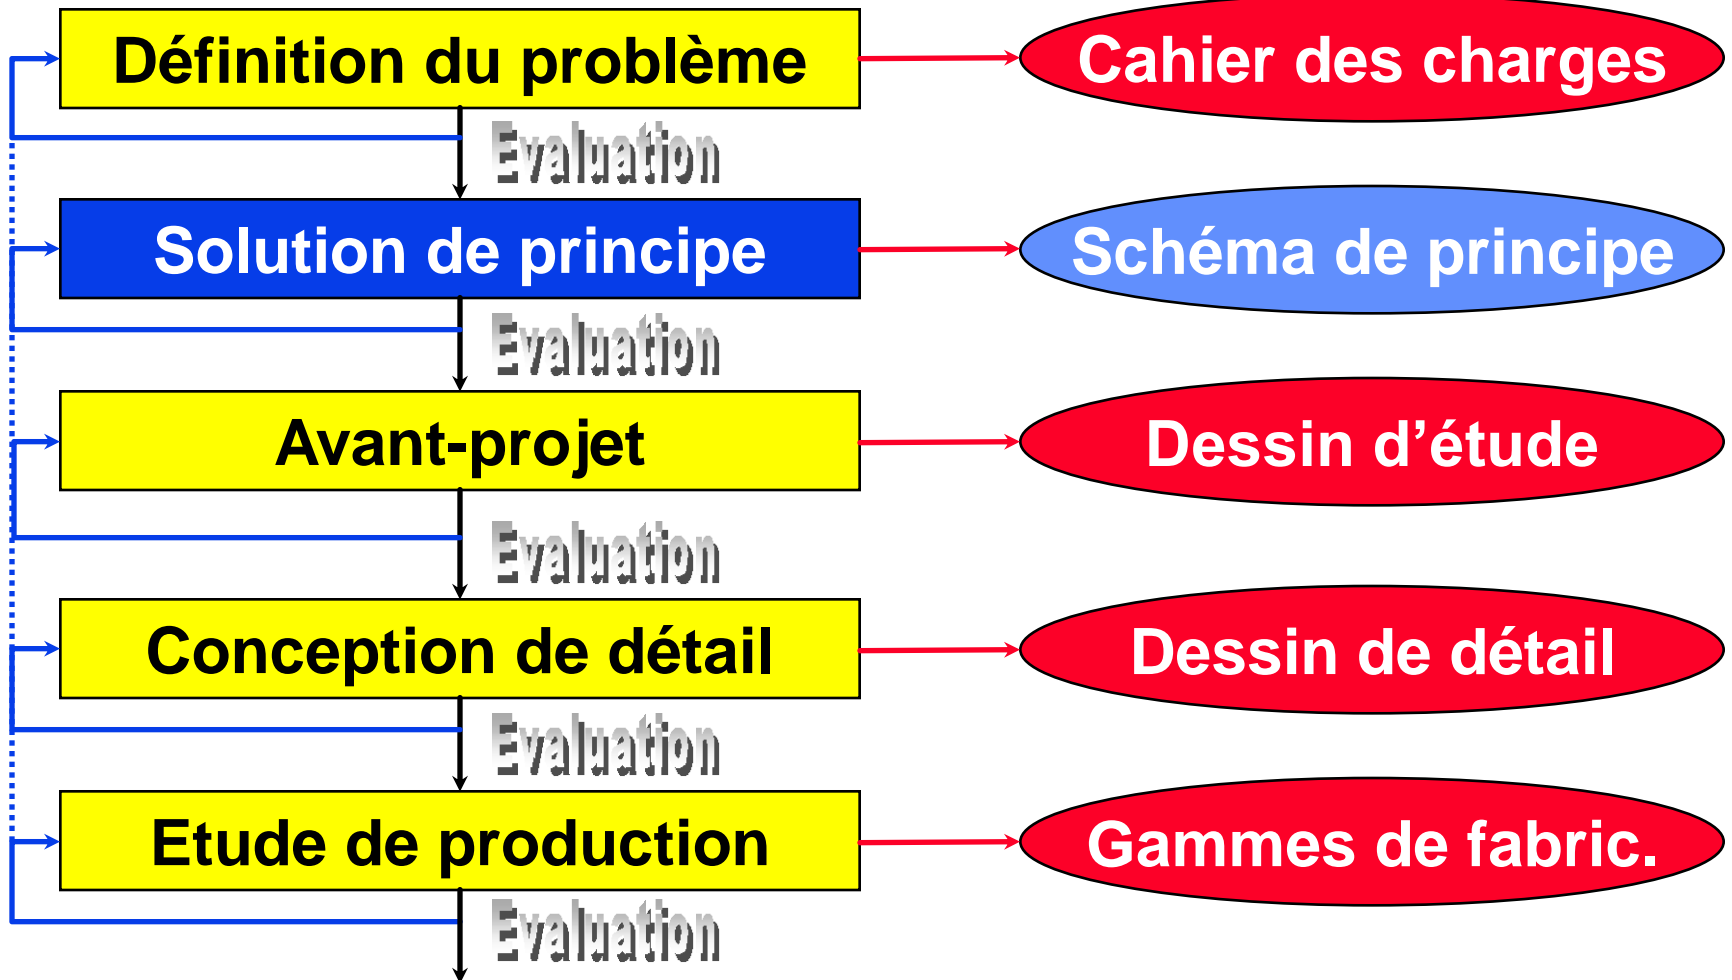 Définition du problème
Cahier des charges
Evaluation
Solution de principe
Schéma de principe
Evaluation
Avant-projet
Dessin d’étude
Evaluation
Conception de détail
Dessin de détail
Evaluation
Etude de production
Gammes de fabric.
Evaluation